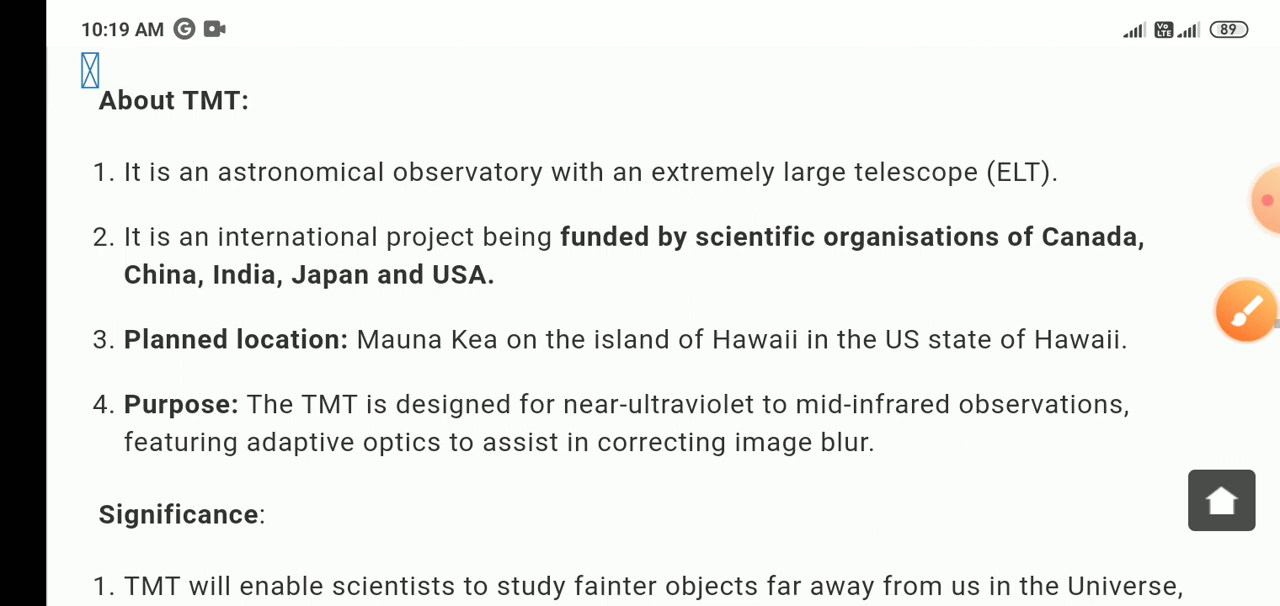 10:19 AM G Vo LTE 89
About TMT:
1. It is an astronomical observatory with an extremely large telescope (ELT).
2. It is an international project being funded by scientific organisations of Canada,
China, India, Japan and USA.
3. Planned location: Mauna Kea on the island of Hawaii in the US state of Hawaii.
4. Purpose: The TMT is designed for near-ultraviolet to mid-infrared observations,
featuring adaptive optics to assist in correcting image blur.
Significance:
1. TMT will enable scientists to study fainter objects far away from us in the Universe,